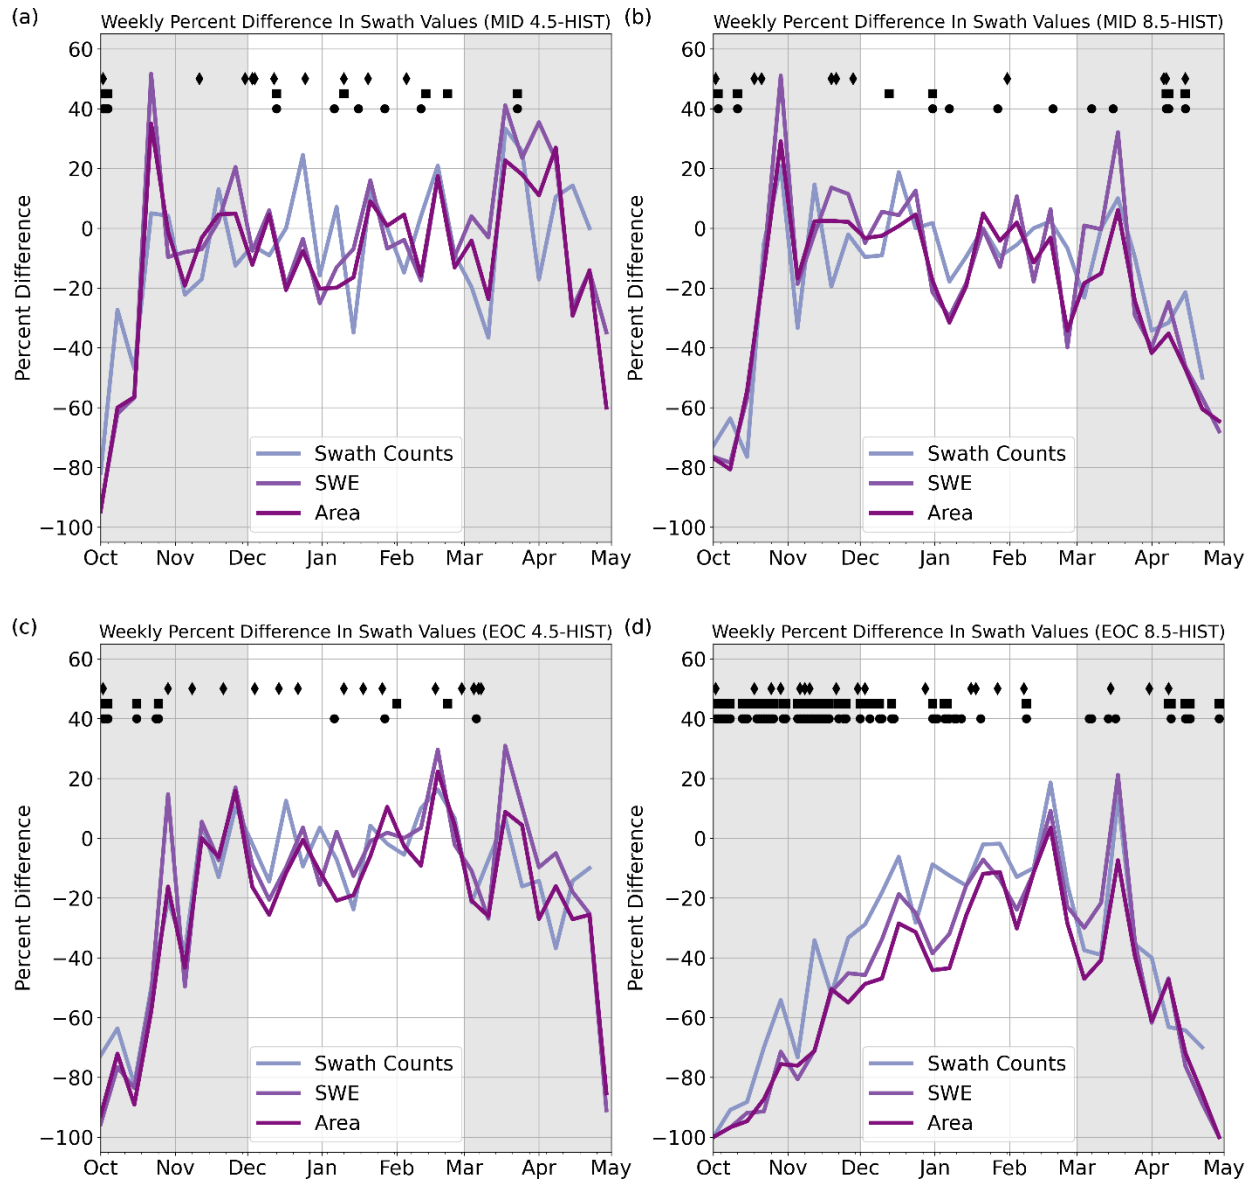 (a)
Weekly Percent Difference In Swath Values (MID 4.5-HIST)
60
40
20
0
−20
−40
−60
−80
−100
Percent Difference
Swath Counts
SWE
Area
Oct Nov Dec Jan Feb Mar Apr May
(b)
Weekly Percent Difference In Swath Values (MID 8.5-HIST)
60
40
20
0
−20
−40
−60
−80
−100
Percent Difference
Swath Counts
SWE
Area
Oct Nov Dec Jan Feb Mar Apr May
(c)
Weekly Percent Difference In Swath Values (EOC 4.5-HIST)
60
40
20
0
−20
−40
−60
−80
−100
Percent Difference
Swath Counts
SWE
Area
Oct Nov Dec Jan Feb Mar Apr May
(d)
Weekly Percent Difference In Swath Values (EOC 8.5-HIST)
60
40
20
0
−20
−40
−60
−80
−100
Percent Difference
Swath Counts
SWE
Area
Oct Nov Dec Jan Feb Mar Apr May